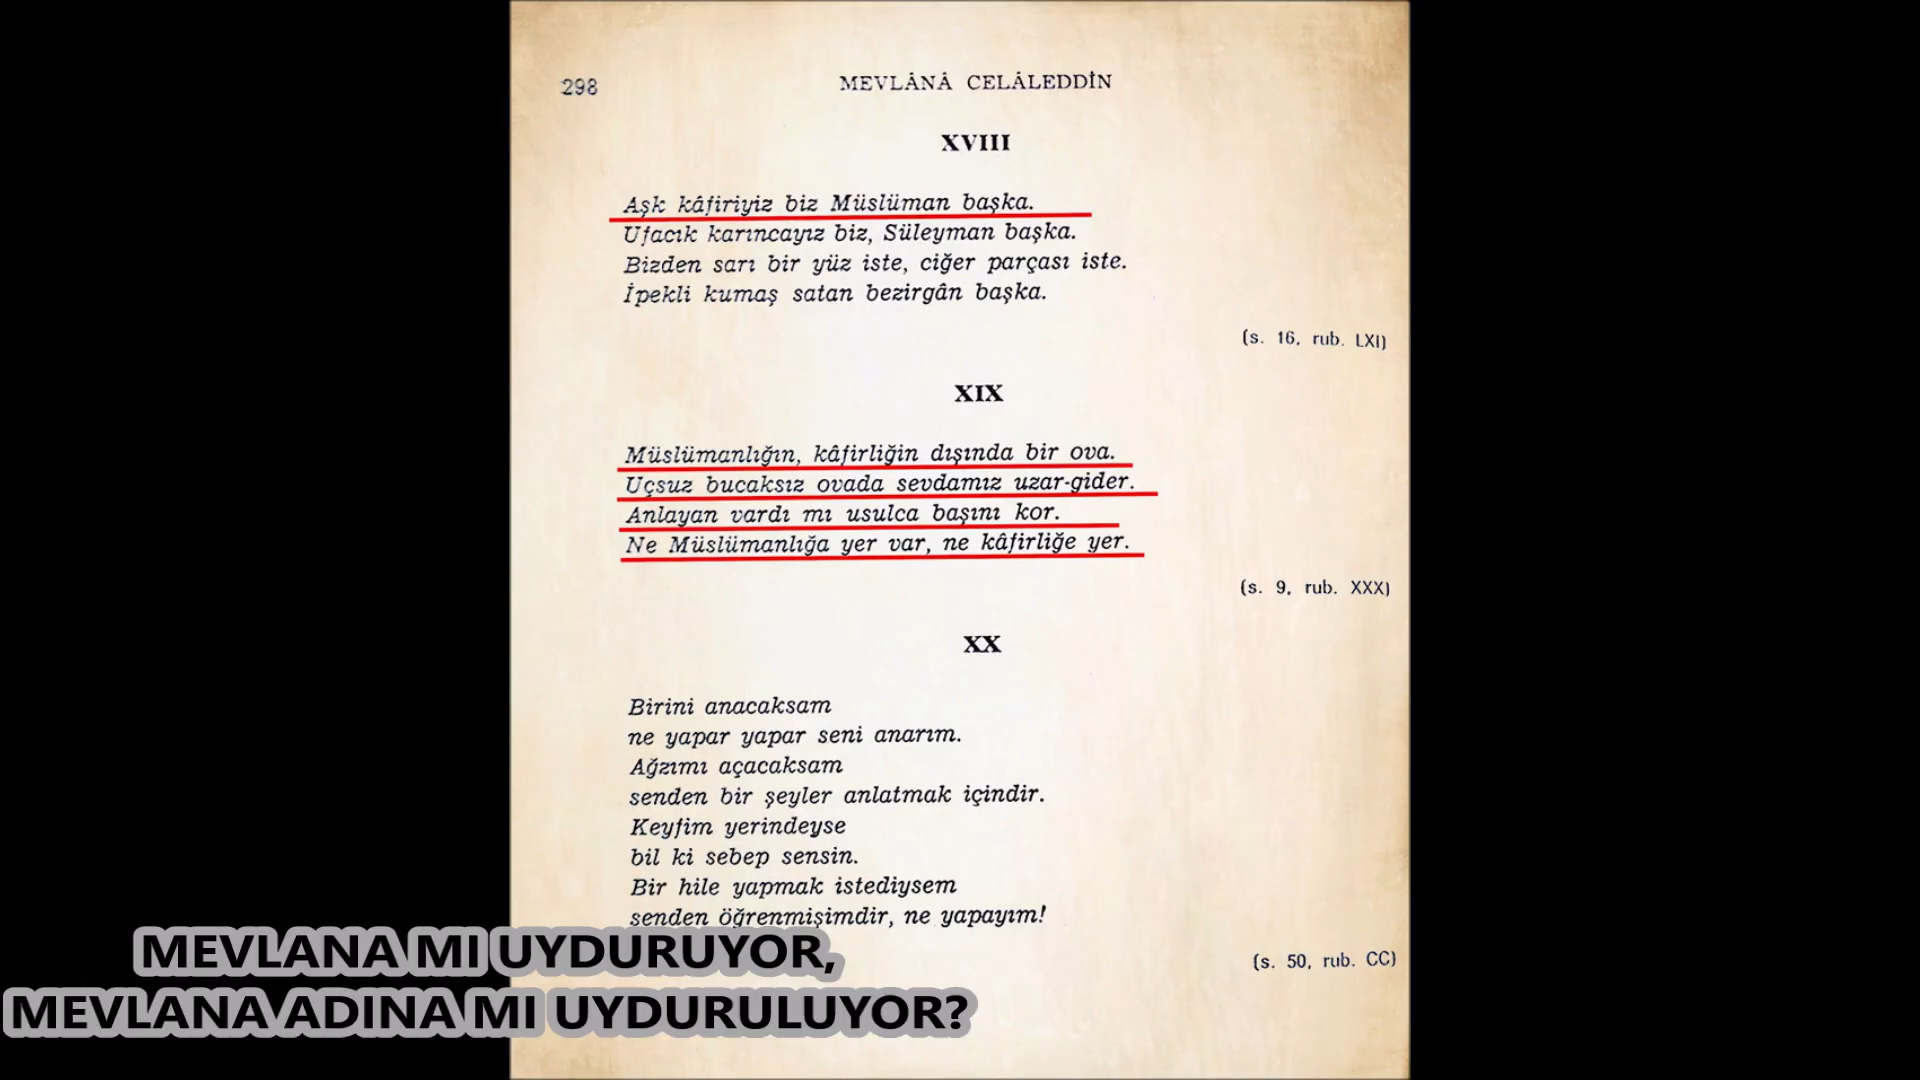 298
MEVLÂNÂ CELÂLEDDİN
XVIII
Aşk kâfiriyiz biz Müslüman başka.
Ufacık karıncayız biz, Süleyman başka.
Bizden sarı bir yüz iste, ciğer parçası iste.
İpekli kumaş satan bezirgân başka.
(s. 16, rub. LXI)
XIX
Müslümanlığın, kâfirliğin dışında bir ova.
Uçsuz bucaksız ovada sevdamız uzar-gider.
Anlayan vardı mı usulca başını kor.
Ne Müslümanlığa yer var, ne kâfirliğe yer.
(s. 9, rub. XXX)
XX
Birini anacaksam
ne yapar yapar seni anarım.
Ağzımı açacaksam
senden bir şeyler anlatmak içindir.
Keyfim yerindeyse
bil ki sebep sensin.
Bir hile yapmak istediysem
senden öğrenmişimdir, ne yapayım!
(s. 50, rub. CC)
MEVLANA MI UYDURUYOR,
MEVLANA ADINA MI UYDURULUYOR?